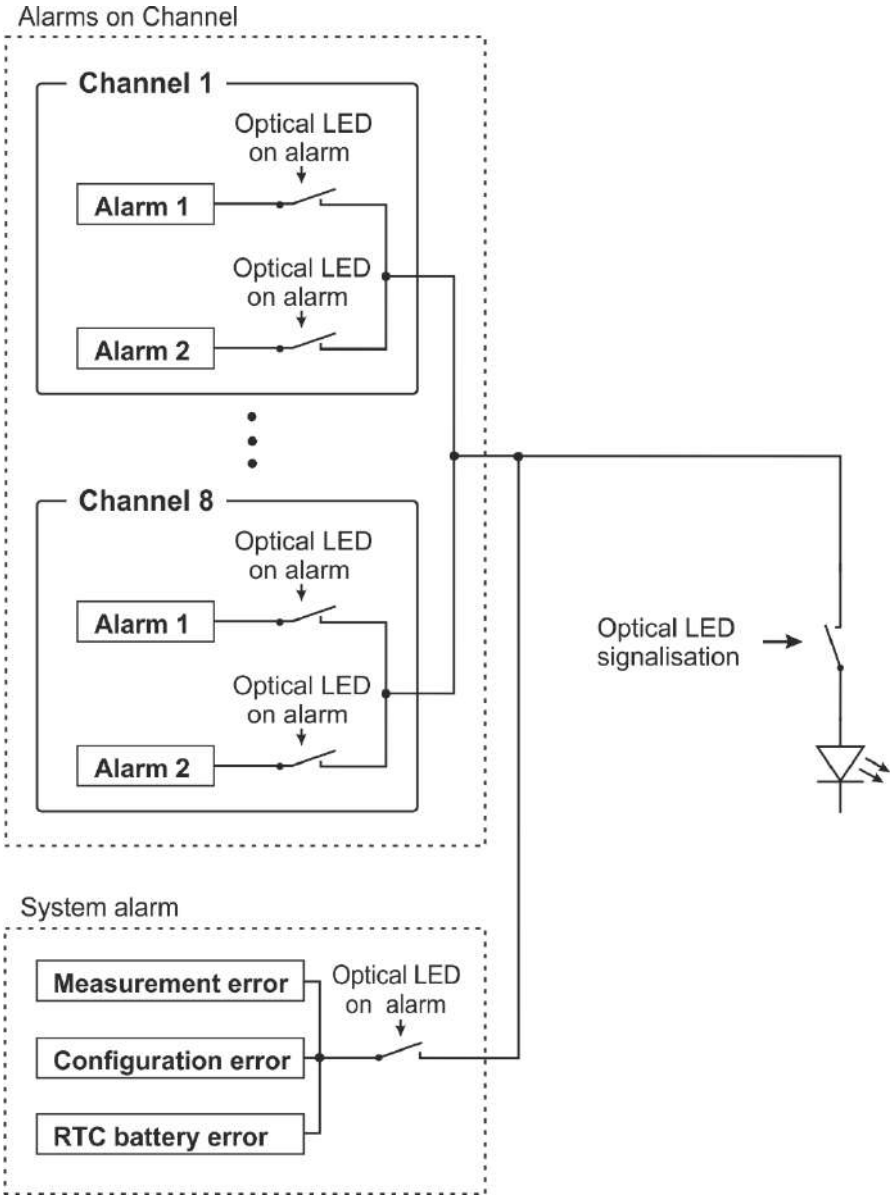 Alarms on Channel
Channel 1
Optical LED
on alarm
Alarm 1
Optical LED
on alarm
Alarm 2
Channel 8
Optical LED
on alarm
Alarm 1
Optical LED
on alarm
Alarm 2
Optical LED
signalisation
System alarm
Measurement error
Optical LED
on alarm
Configuration error
RTC battery error